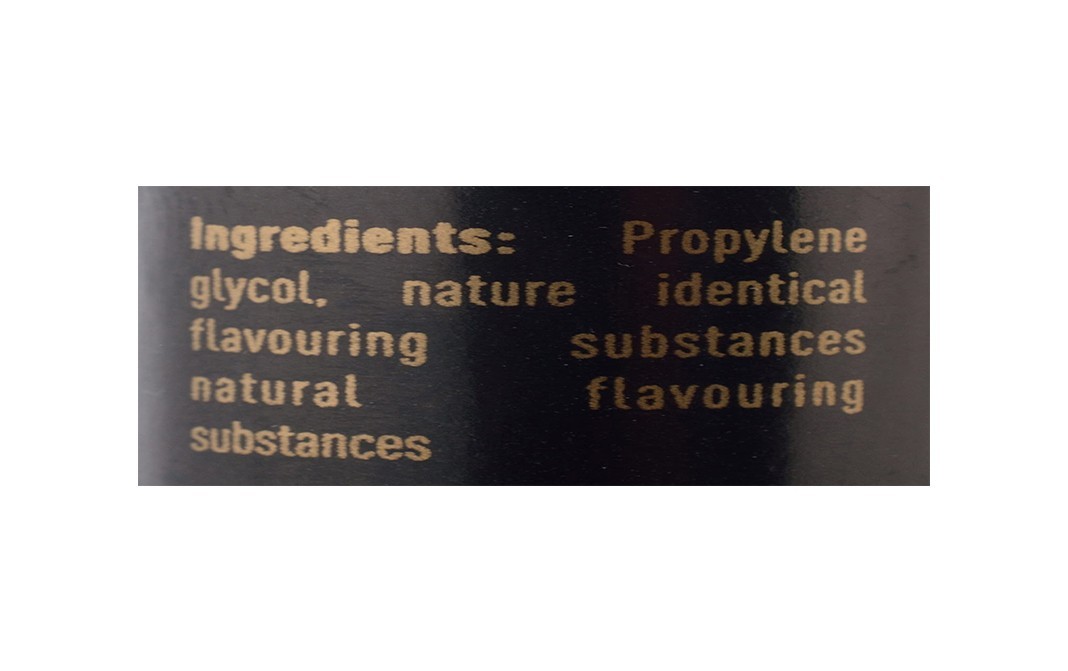 Ingredients: Propylene
glycol, nature identical
flavouring substances
natural flavouring
substances